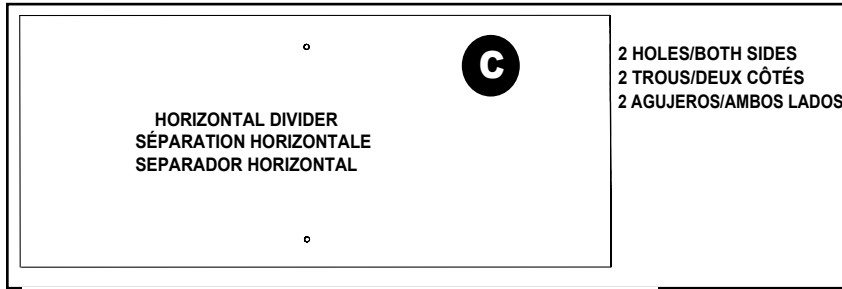 C
2 HOLES/BOTH SIDES
2 TROUS/DEUX CÔTÉS
2 AGUJEROS/AMBOS LADOS
HORIZONTAL DIVIDER
SÉPARATION HORIZONTALE
SEPARADOR HORIZONTAL